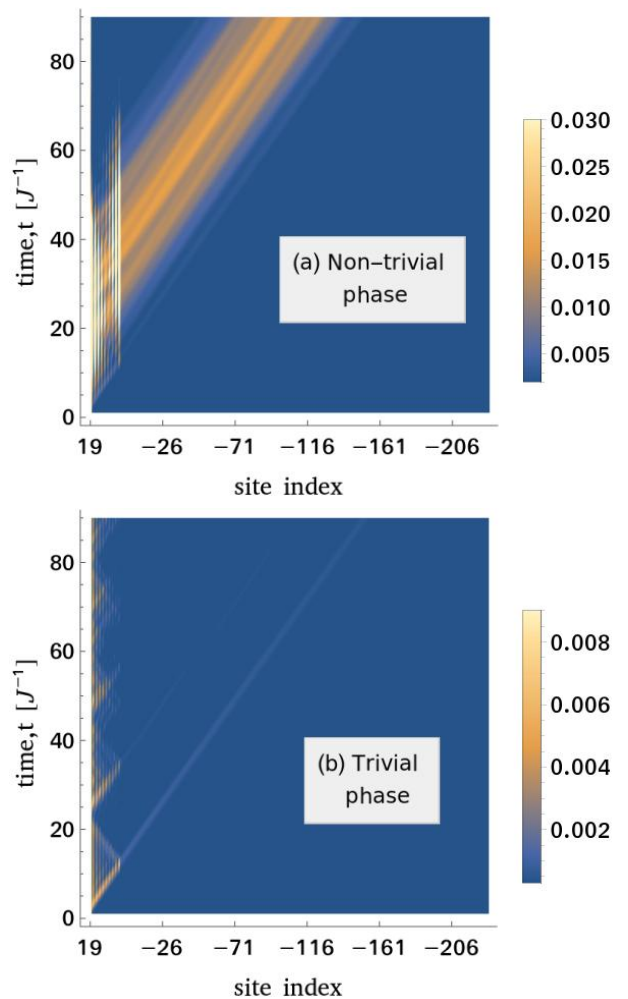 80
60
40
20
0
time,t [J⁻¹]
(a) Non−trivial
phase
19 −26 −71 −116 −161 −206
site index
0.030
0.025
0.020
0.015
0.010
0.005
80
60
40
20
0
time,t [J⁻¹]
(b) Trivial
phase
19 −26 −71 −116 −161 −206
site index
0.008
0.006
0.004
0.002